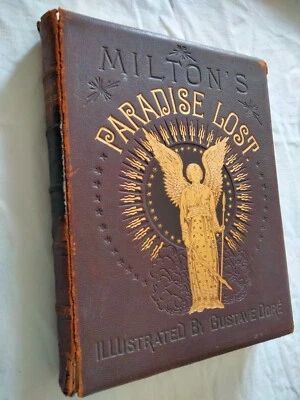 MILTON'S
PARADISE LOST
ILLUSTRATED BY GUSTAVE DORÉ